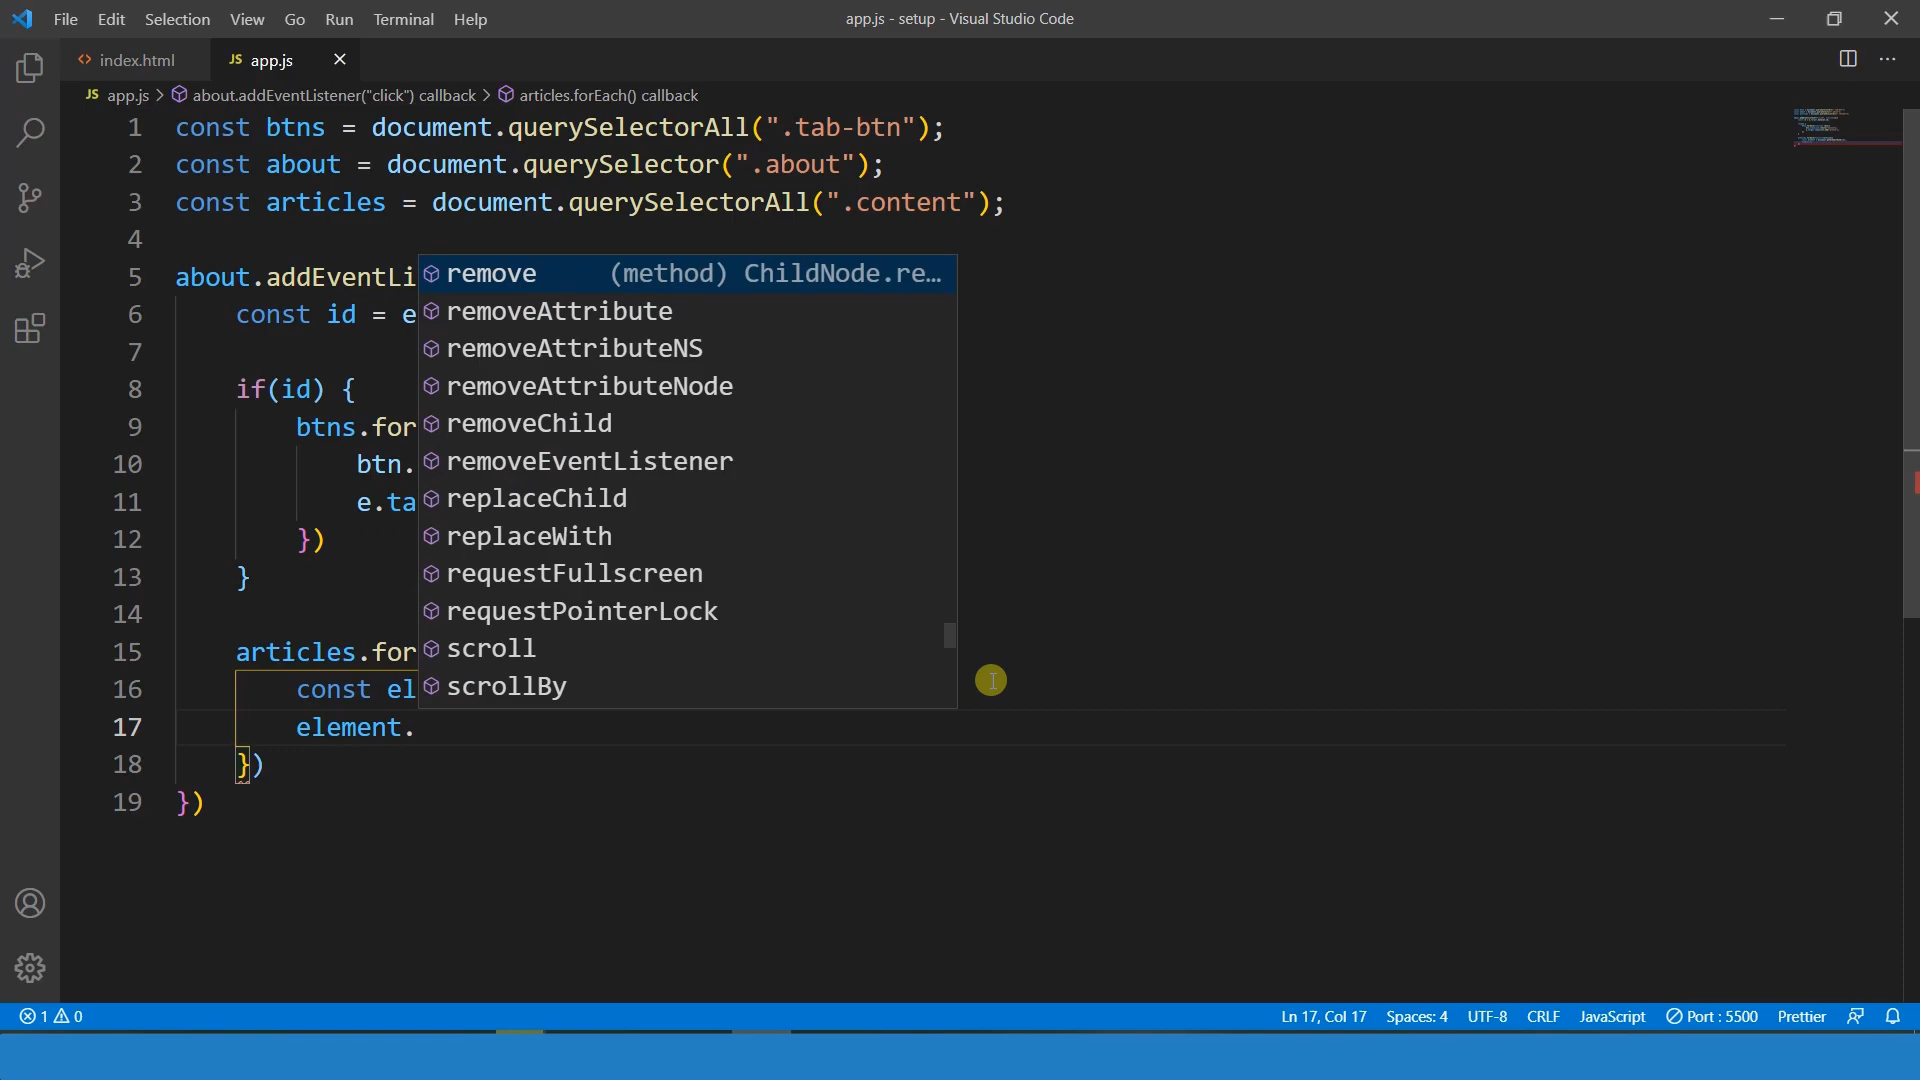 File Edit Selection View Go Run Terminal Help
app.js - setup - Visual Studio Code
index.html
JS app.js
JS app.js > about.addEventListener("click") callback > articles.forEach() callback
1 const btns = document.querySelectorAll(".tab-btn");
2 const about = document.querySelector(".about");
3 const articles = document.querySelectorAll(".content");
4
5 about.addEventLi
6 const id = e
7
8 if(id) {
9 btns.for
10 btn.
11 e.ta
12 })
13 }
14
15 articles.for
16 const el
17 element.
18 })
19 })
remove (method) ChildNode.re…
removeAttribute
removeAttributeNS
removeAttributeNode
removeChild
removeEventListener
replaceChild
replaceWith
requestFullscreen
requestPointerLock
scroll
scrollBy
1 0
Ln 17, Col 17 Spaces: 4 UTF-8 CRLF JavaScript Port : 5500 Prettier